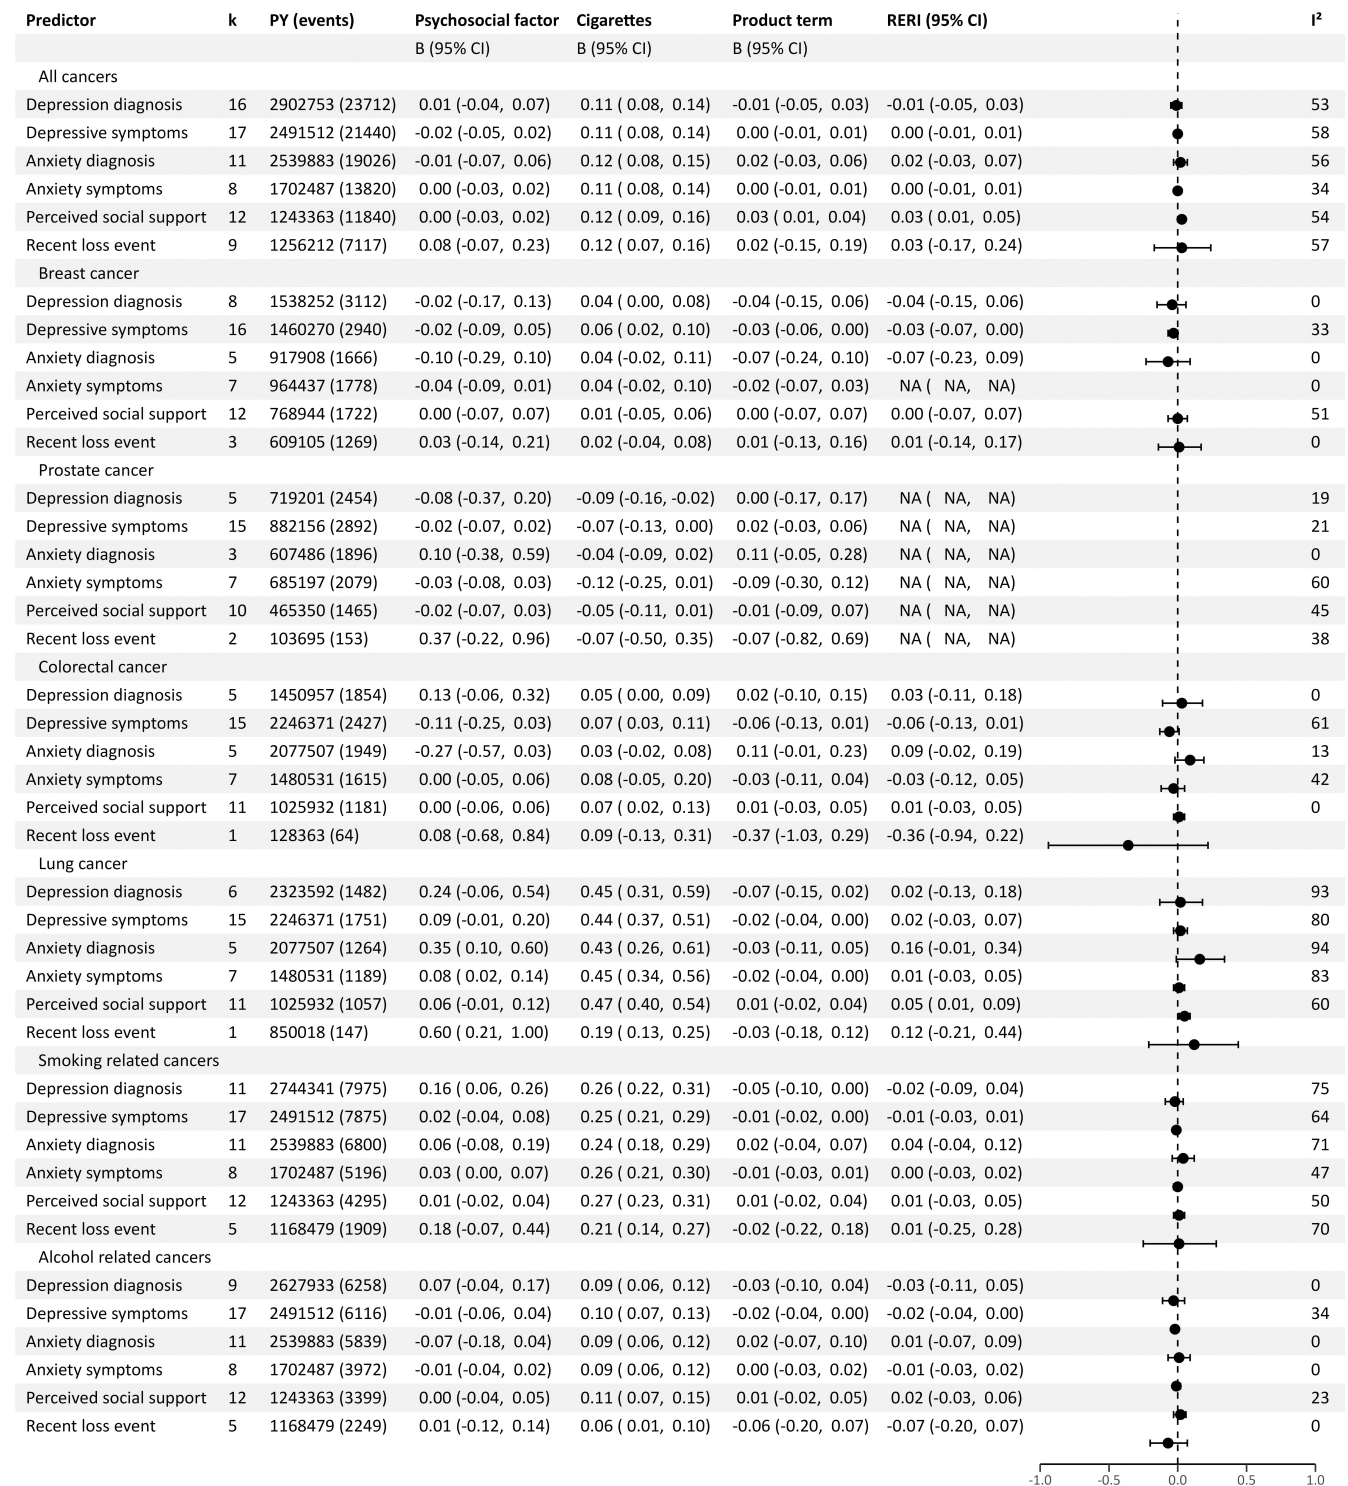 Predictor k PY (events) Psychosocial factor Cigarettes Product term RERI (95% CI) I²
B (95% CI) B (95% CI) B (95% CI)
All cancers
Depression diagnosis 16 2902753 (23712) 0.01 (-0.04, 0.07) 0.11 ( 0.08, 0.14) -0.01 (-0.05, 0.03) -0.01 (-0.05, 0.03) 53
Depressive symptoms 17 2491512 (21440) -0.02 (-0.05, 0.02) 0.11 ( 0.08, 0.14) 0.00 (-0.01, 0.01) 0.00 (-0.01, 0.01) 58
Anxiety diagnosis 11 2539883 (19026) -0.01 (-0.07, 0.06) 0.12 ( 0.08, 0.15) 0.02 (-0.03, 0.06) 0.02 (-0.03, 0.07) 56
Anxiety symptoms 8 1702487 (13820) 0.00 (-0.03, 0.02) 0.11 ( 0.08, 0.14) 0.00 (-0.01, 0.01) 0.00 (-0.01, 0.01) 34
Perceived social support 12 1243363 (11840) 0.00 (-0.03, 0.02) 0.12 ( 0.09, 0.16) 0.03 ( 0.01, 0.04) 0.03 ( 0.01, 0.05) 54
Recent loss event 9 1256212 (7117) 0.08 (-0.07, 0.23) 0.12 ( 0.07, 0.16) 0.02 (-0.15, 0.19) 0.03 (-0.17, 0.24) 57
Breast cancer
Depression diagnosis 8 1538252 (3112) -0.02 (-0.17, 0.13) 0.04 ( 0.00, 0.08) -0.04 (-0.15, 0.06) -0.04 (-0.15, 0.06) 0
Depressive symptoms 16 1460270 (2940) -0.02 (-0.09, 0.05) 0.06 ( 0.02, 0.10) -0.03 (-0.06, 0.00) -0.03 (-0.07, 0.00) 33
Anxiety diagnosis 5 917908 (1666) -0.10 (-0.29, 0.10) 0.04 (-0.02, 0.11) -0.07 (-0.24, 0.10) -0.07 (-0.23, 0.09) 0
Anxiety symptoms 7 964437 (1778) -0.04 (-0.09, 0.01) 0.04 (-0.02, 0.10) -0.02 (-0.07, 0.03) NA ( NA, NA) 0
Perceived social support 12 768944 (1722) 0.00 (-0.07, 0.07) 0.01 (-0.05, 0.06) 0.00 (-0.07, 0.07) 0.00 (-0.07, 0.07) 51
Recent loss event 3 609105 (1269) 0.03 (-0.14, 0.21) 0.02 (-0.04, 0.08) 0.01 (-0.13, 0.16) 0.01 (-0.14, 0.17) 0
Prostate cancer
Depression diagnosis 5 719201 (2454) -0.08 (-0.37, 0.20) -0.09 (-0.16, -0.02) 0.00 (-0.17, 0.17) NA ( NA, NA) 19
Depressive symptoms 15 882156 (2892) -0.02 (-0.07, 0.02) -0.07 (-0.13, 0.00) 0.02 (-0.03, 0.06) NA ( NA, NA) 21
Anxiety diagnosis 3 607486 (1896) 0.10 (-0.38, 0.59) -0.04 (-0.09, 0.02) 0.11 (-0.05, 0.28) NA ( NA, NA) 0
Anxiety symptoms 7 685197 (2079) -0.03 (-0.08, 0.03) -0.12 (-0.25, 0.01) -0.09 (-0.30, 0.12) NA ( NA, NA) 60
Perceived social support 10 465350 (1465) -0.02 (-0.07, 0.03) -0.05 (-0.11, 0.01) -0.01 (-0.09, 0.07) NA ( NA, NA) 45
Recent loss event 2 103695 (153) 0.37 (-0.22, 0.96) -0.07 (-0.50, 0.35) -0.07 (-0.82, 0.69) NA ( NA, NA) 38
Colorectal cancer
Depression diagnosis 5 1450957 (1854) 0.13 (-0.06, 0.32) 0.05 ( 0.00, 0.09) 0.02 (-0.10, 0.15) 0.03 (-0.11, 0.18) 0
Depressive symptoms 15 2246371 (2427) -0.11 (-0.25, 0.03) 0.07 ( 0.03, 0.11) -0.06 (-0.13, 0.01) -0.06 (-0.13, 0.01) 61
Anxiety diagnosis 5 2077507 (1949) -0.27 (-0.57, 0.03) 0.03 (-0.02, 0.08) 0.11 (-0.01, 0.23) 0.09 (-0.02, 0.19) 13
Anxiety symptoms 7 1480531 (1615) 0.00 (-0.05, 0.06) 0.08 (-0.05, 0.20) -0.03 (-0.11, 0.04) -0.03 (-0.12, 0.05) 42
Perceived social support 11 1025932 (1181) 0.00 (-0.06, 0.06) 0.07 ( 0.02, 0.13) 0.01 (-0.03, 0.05) 0.01 (-0.03, 0.05) 0
Recent loss event 1 128363 (64) 0.08 (-0.68, 0.84) 0.09 (-0.13, 0.31) -0.37 (-1.03, 0.29) -0.36 (-0.94, 0.22)
Lung cancer
Depression diagnosis 6 2323592 (1482) 0.24 (-0.06, 0.54) 0.45 ( 0.31, 0.59) -0.07 (-0.15, 0.02) 0.02 (-0.13, 0.18) 93
Depressive symptoms 15 2246371 (1751) 0.09 (-0.01, 0.20) 0.44 ( 0.37, 0.51) -0.02 (-0.04, 0.00) 0.02 (-0.03, 0.07) 80
Anxiety diagnosis 5 2077507 (1264) 0.35 ( 0.10, 0.60) 0.43 ( 0.26, 0.61) -0.03 (-0.11, 0.05) 0.16 (-0.01, 0.34) 94
Anxiety symptoms 7 1480531 (1189) 0.08 ( 0.02, 0.14) 0.45 ( 0.34, 0.56) -0.02 (-0.04, 0.00) 0.01 (-0.03, 0.05) 83
Perceived social support 11 1025932 (1057) 0.06 (-0.01, 0.12) 0.47 ( 0.40, 0.54) 0.01 (-0.02, 0.04) 0.05 ( 0.01, 0.09) 60
Recent loss event 1 850018 (147) 0.60 ( 0.21, 1.00) 0.19 ( 0.13, 0.25) -0.03 (-0.18, 0.12) 0.12 (-0.21, 0.44)
Smoking related cancers
Depression diagnosis 11 2744341 (7975) 0.16 ( 0.06, 0.26) 0.26 ( 0.22, 0.31) -0.05 (-0.10, 0.00) -0.02 (-0.09, 0.04) 75
Depressive symptoms 17 2491512 (7875) 0.02 (-0.04, 0.08) 0.25 ( 0.21, 0.29) -0.01 (-0.02, 0.00) -0.01 (-0.03, 0.01) 64
Anxiety diagnosis 11 2539883 (6800) 0.06 (-0.08, 0.19) 0.24 ( 0.18, 0.29) 0.02 (-0.04, 0.07) 0.04 (-0.04, 0.12) 71
Anxiety symptoms 8 1702487 (5196) 0.03 ( 0.00, 0.07) 0.26 ( 0.21, 0.30) -0.01 (-0.03, 0.01) 0.00 (-0.03, 0.02) 47
Perceived social support 12 1243363 (4295) 0.01 (-0.02, 0.04) 0.27 ( 0.23, 0.31) 0.01 (-0.02, 0.04) 0.01 (-0.03, 0.05) 50
Recent loss event 5 1168479 (1909) 0.18 (-0.07, 0.44) 0.21 ( 0.14, 0.27) -0.02 (-0.22, 0.18) 0.01 (-0.25, 0.28) 70
Alcohol related cancers
Depression diagnosis 9 2627933 (6258) 0.07 (-0.04, 0.17) 0.09 ( 0.06, 0.12) -0.03 (-0.10, 0.04) -0.03 (-0.11, 0.05) 0
Depressive symptoms 17 2491512 (6116) -0.01 (-0.06, 0.04) 0.10 ( 0.07, 0.13) -0.02 (-0.04, 0.00) -0.02 (-0.04, 0.00) 34
Anxiety diagnosis 11 2539883 (5839) -0.07 (-0.18, 0.04) 0.09 ( 0.06, 0.12) 0.02 (-0.07, 0.10) 0.01 (-0.07, 0.09) 0
Anxiety symptoms 8 1702487 (3972) -0.01 (-0.04, 0.02) 0.09 ( 0.06, 0.12) 0.00 (-0.03, 0.02) -0.01 (-0.03, 0.02) 0
Perceived social support 12 1243363 (3399) 0.00 (-0.04, 0.05) 0.11 ( 0.07, 0.15) 0.01 (-0.02, 0.05) 0.02 (-0.03, 0.06) 23
Recent loss event 5 1168479 (2249) 0.01 (-0.12, 0.14) 0.06 ( 0.01, 0.10) -0.06 (-0.20, 0.07) -0.07 (-0.20, 0.07) 0
-1.0 -0.5 0.0 0.5 1.0